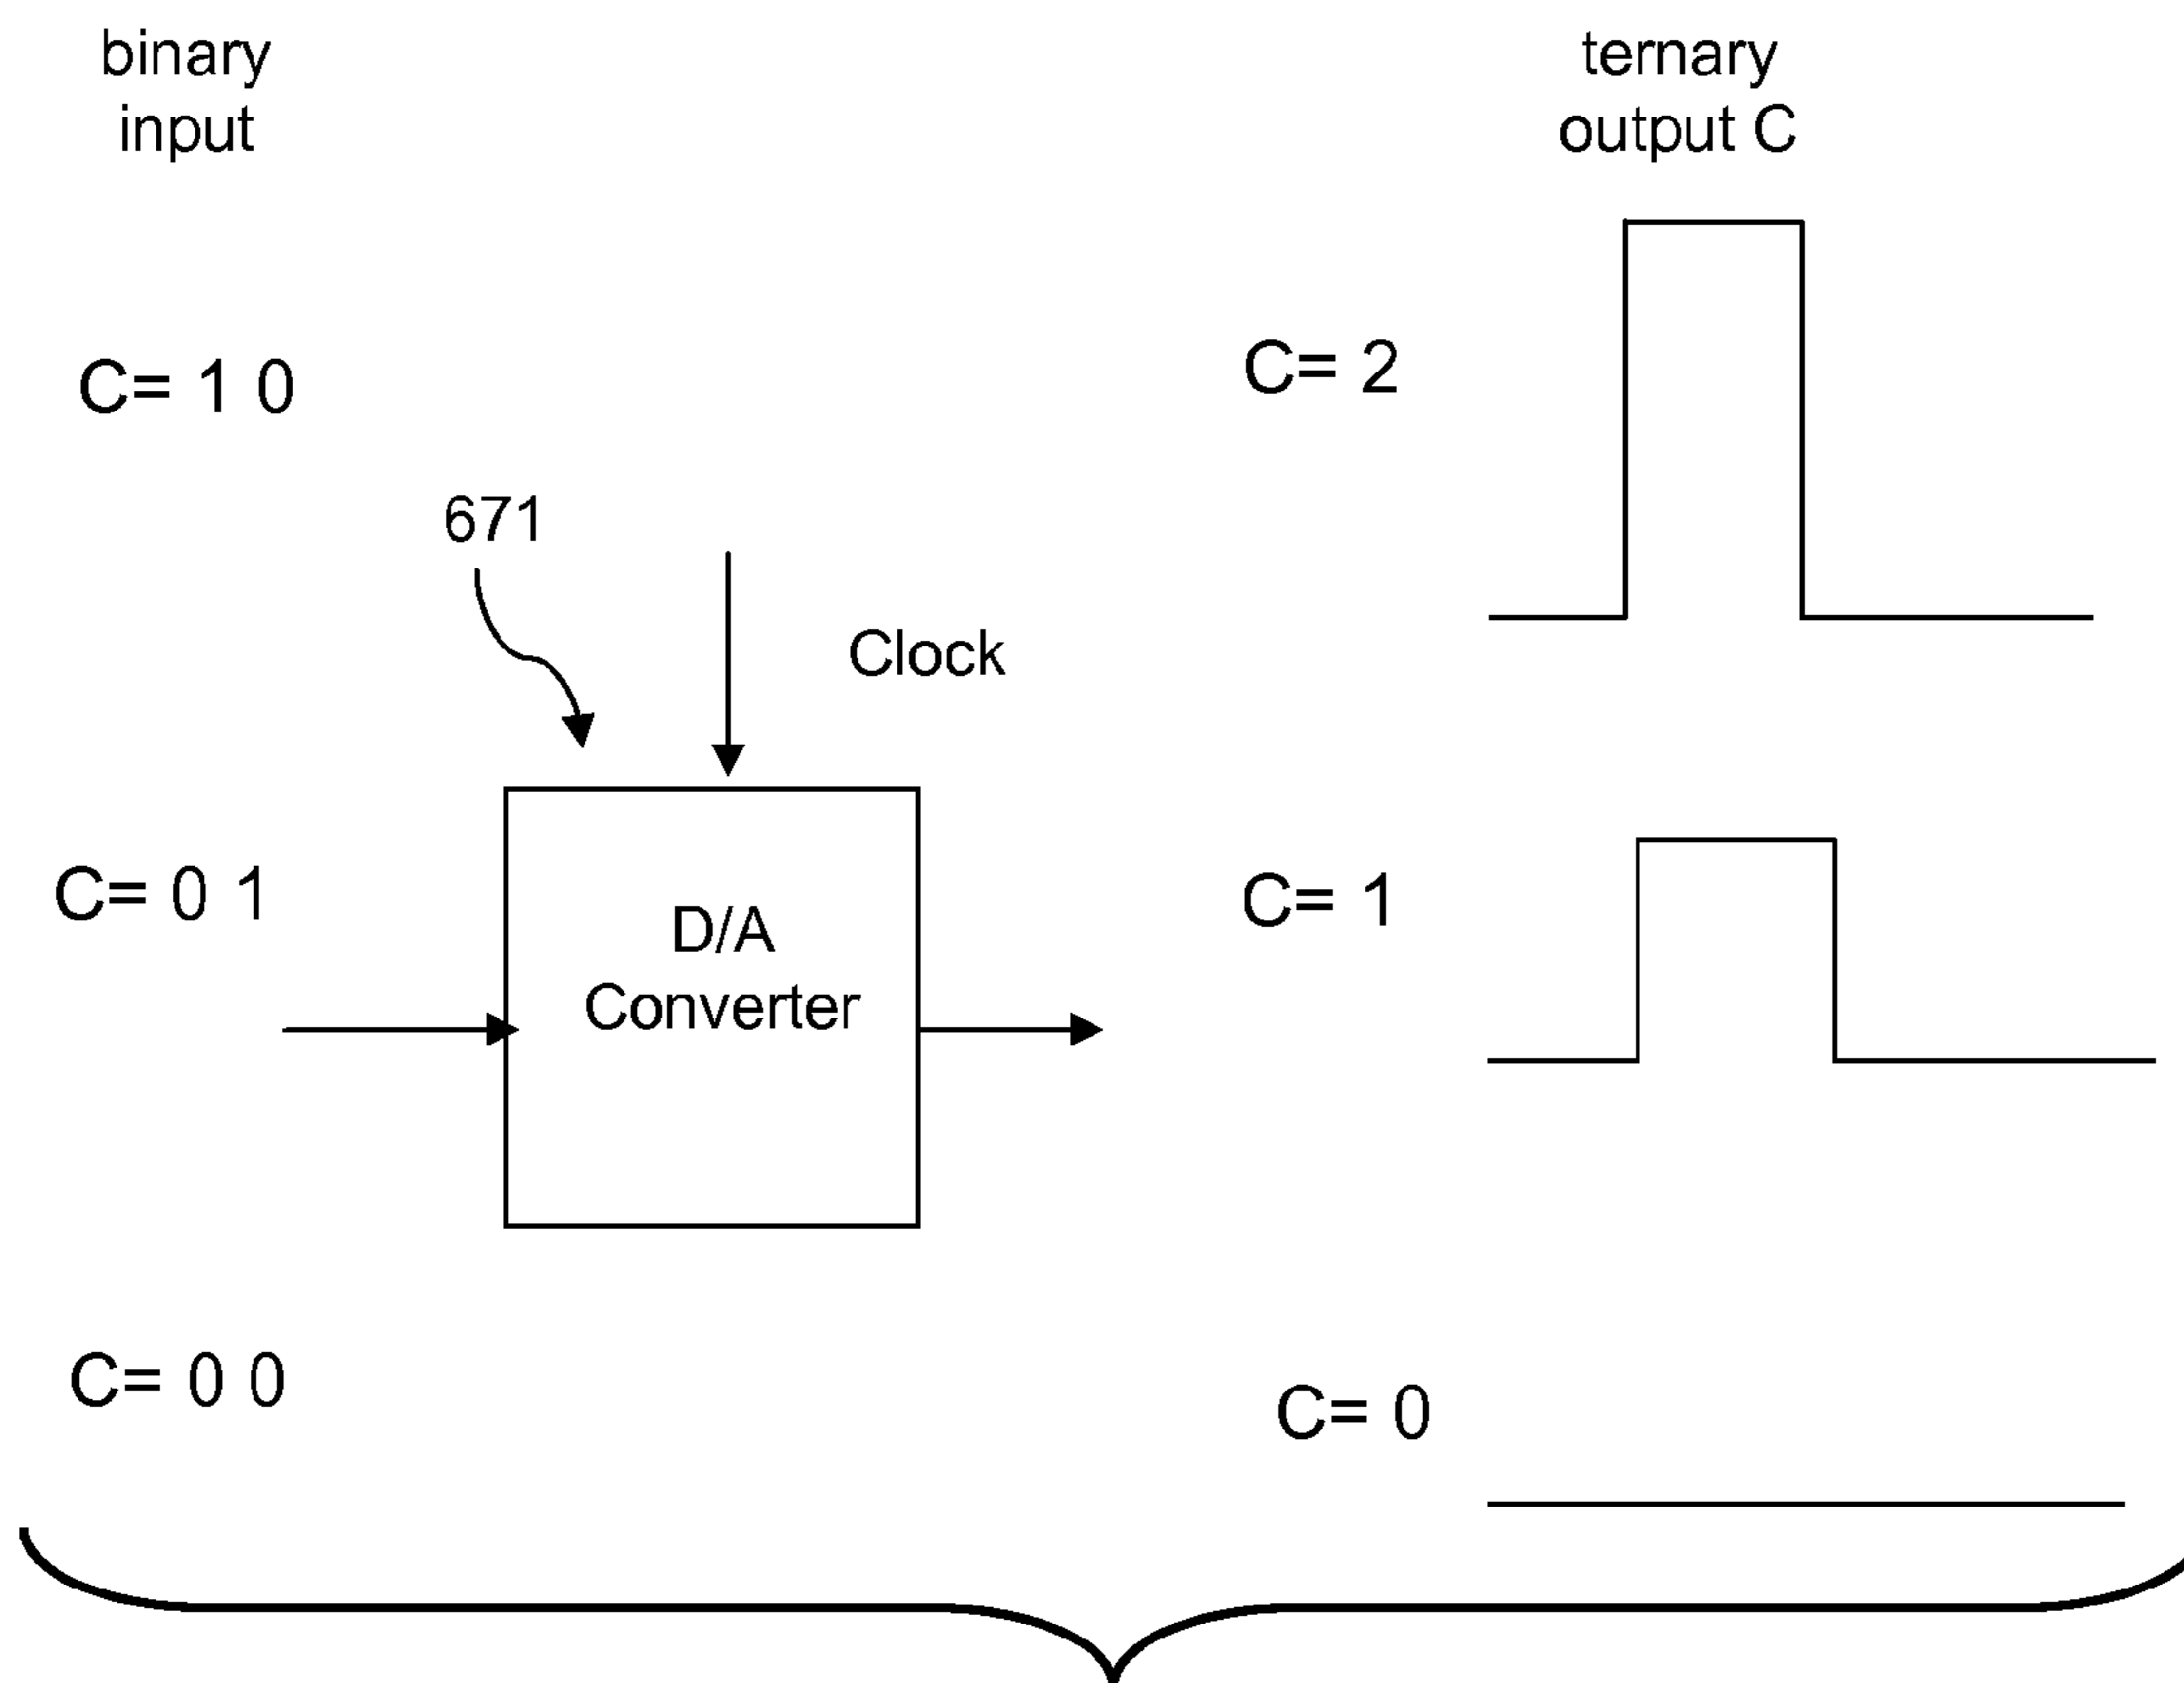 binary
input
ternary
output C
C= 1 0
C= 2
671
Clock
C= 0 1
C= 1
D/A
Converter
C= 0 0
C= 0